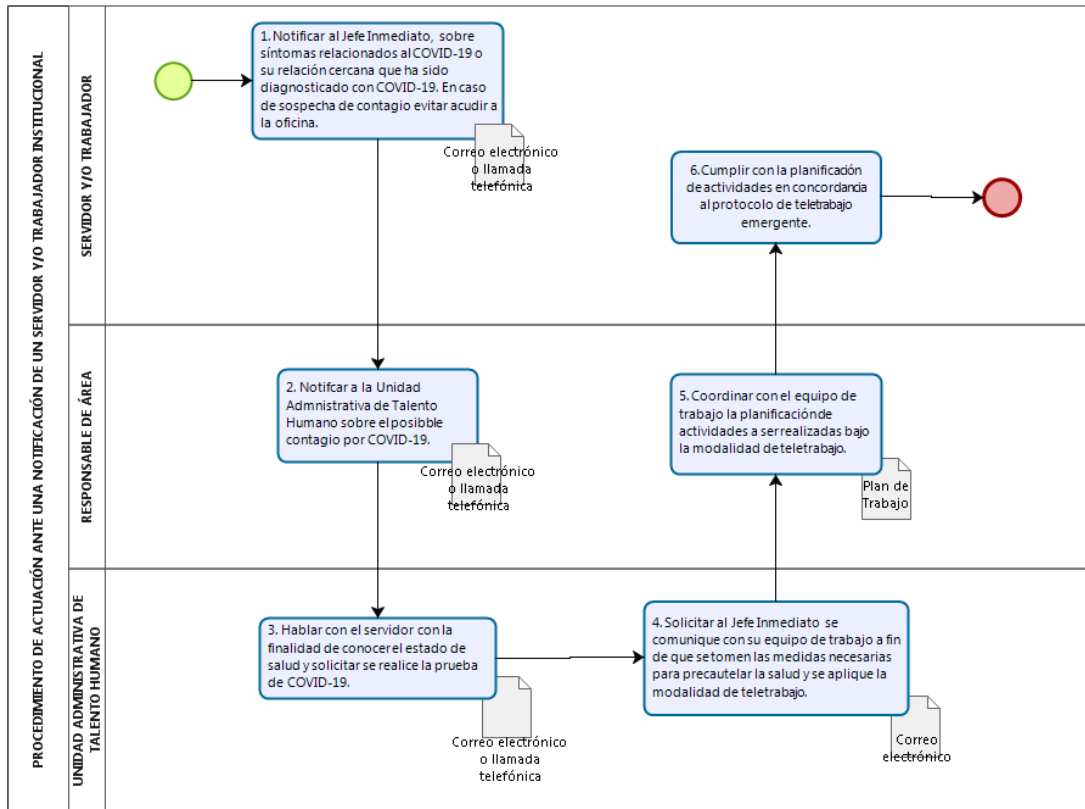 PROCEDIMIENTO DE ACTUACIÓN ANTE UNA NOTIFICACIÓN DE UN SERVIDOR Y/O TRABAJADOR INSTITUCIONAL
SERVIDOR Y/O TRABAJADOR
1. Notificar al Jefe Inmediato, sobre
síntomas relacionados al COVID-19 o
su relación cercana que ha sido
diagnosticado con COVID-19. En caso
de sospecha de contagio evitar acudir a
la oficina.
Correo electrónico
o llamada
telefónica
6.Cumplir con la planificación
de actividades en concordancia
al protocolo de teletrabajo
emergente.
RESPONSABLE DE ÁREA
2. Notifcar a la Unidad
Admnistrativa de Talento
Humano sobre el posibble
contagio por COVID-19.
Correo electrónico
o llamada
telefónica
5. Coordinar con el equipo de
trabajo la planificación de
actividades a ser realizadas bajo
la modalidad de teletrabajo.
Plan de
Trabajo
UNIDAD ADMINISTRATIVA DE
TALENTO HUMANO
3. Hablar con el servidor con la
finalidad de conocer el estado de
salud y solicitar se realice la prueba
de COVID-19.
Correo electrónico
o llamada
telefónica
4. Solicitar al Jefe Inmediato se
comunique con su equipo de trabajo a fin
de que se tomen las medidas necesarias
para precautelar la salud y se aplique la
modalidad de teletrabajo.
Correo
electrónico